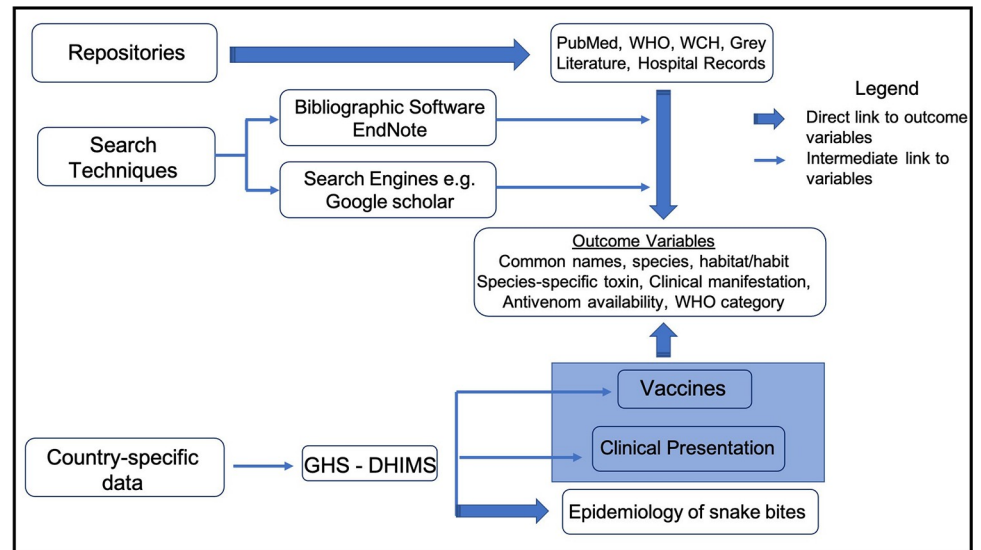 Repositories
PubMed, WHO, WCH, Grey
Literature, Hospital Records
Legend
Direct link to outcome
variables
Intermediate link to
variables
Bibliographic Software
EndNote
Search
Techniques
Search Engines e.g.
Google scholar
Outcome Variables
Common names, species, habitat/habit
Species-specific toxin, Clinical manifestation,
Antivenom availability, WHO category
Vaccines
Clinical Presentation
Country-specific
data
GHS - DHIMS
Epidemiology of snake bites